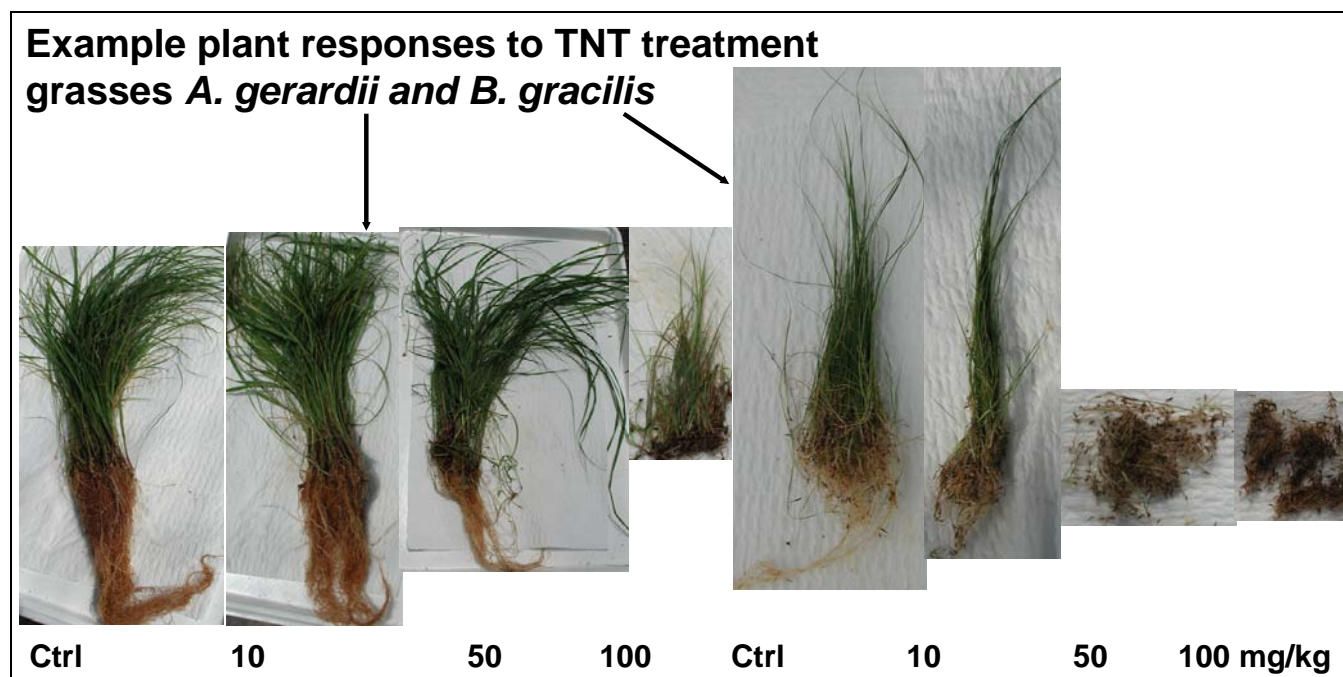 Example plant responses to TNT treatment
grasses A. gerardii and B. gracilis
Ctrl 10 50 100 Ctrl 10 50 100 mg/kg